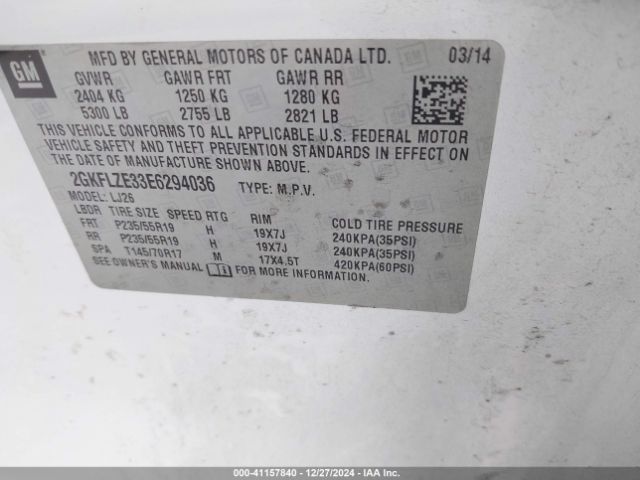 GM
MFD BY GENERAL MOTORS OF CANADA LTD. 03/14
GVWR GAWR FRT GAWR RR
2404 KG 1250 KG 1280 KG
5300 LB 2755 LB 2821 LB
THIS VEHICLE CONFORMS TO ALL APPLICABLE U.S. FEDERAL MOTOR
VEHICLE SAFETY AND THEFT PREVENTION STANDARDS IN EFFECT ON
THE DATE OF MANUFACTURE SHOWN ABOVE.
2GKFLZE33E6294036 TYPE: M.P.V.
MODEL: LJ26
LBDR TIRE SIZE SPEED RTG RIM COLD TIRE PRESSURE
FRT P235/55R19 H 19X7J 240KPA(35PSI)
RR P235/55R19 H 19X7J 240KPA(35PSI)
SPA T145/70R17 M 17X4.5T 420KPA(60PSI)
SEE OWNER'S MANUAL FOR MORE INFORMATION.
000-41157840 - 12/27/2024 - IAA Inc.